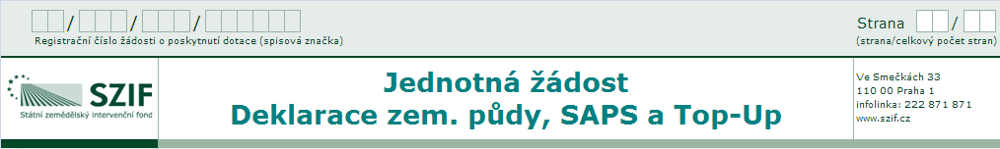 / / /
Registrační číslo žádosti o poskytnutí dotace (spisová značka)
Strana /
(strana/celkový počet stran)
SZIF
Státní zemědělský intervenční fond
Jednotná žádost
Deklarace zem. půdy, SAPS a Top-Up
Ve Smečkách 33
110 00 Praha 1
infolinka: 222 871 871
www.szif.cz